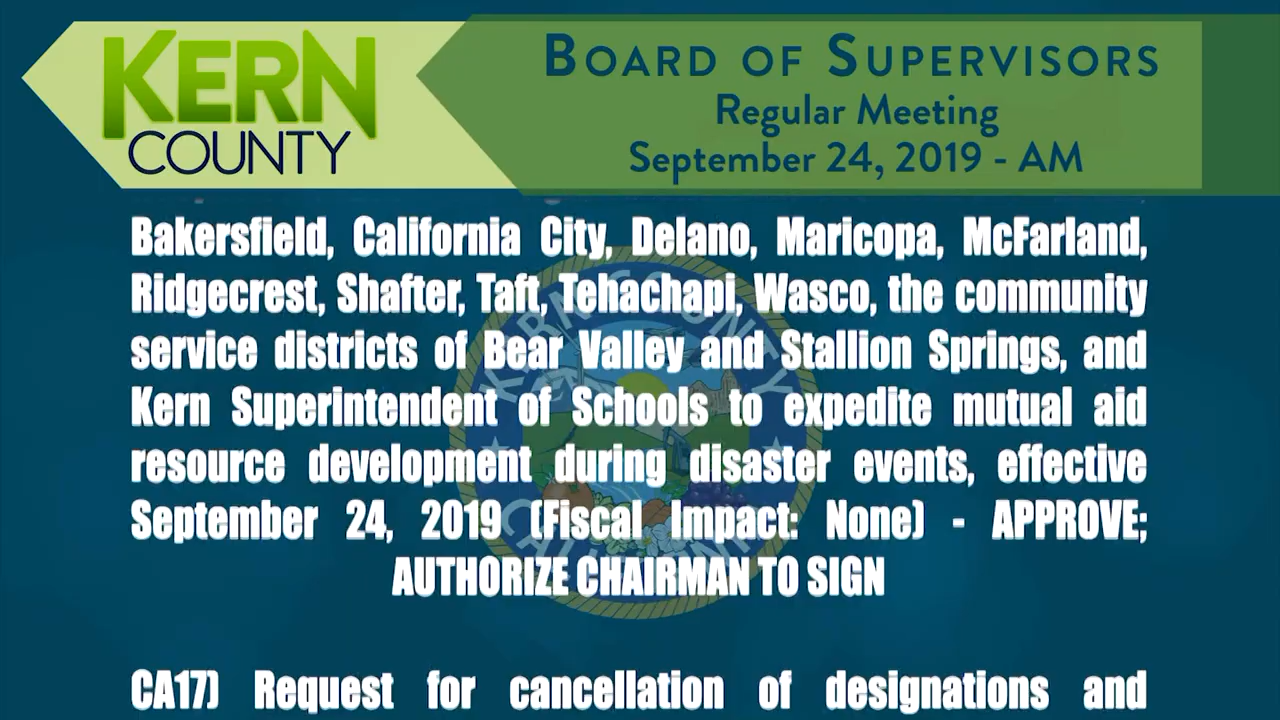 KERN
COUNTY
BOARD OF SUPERVISORS
Regular Meeting
September 24, 2019 - AM
Bakersfield, California City, Delano, Maricopa, McFarland,
Ridgecrest, Shafter, Taft, Tehachapi, Wasco, the community
service districts of Bear Valley and Stallion Springs, and
Kern Superintendent of Schools to expedite mutual aid
resource development during disaster events, effective
September 24, 2019 (Fiscal Impact: None) - APPROVE;
AUTHORIZE CHAIRMAN TO SIGN
CA17) Request for cancellation of designations and
KERN COUNTY